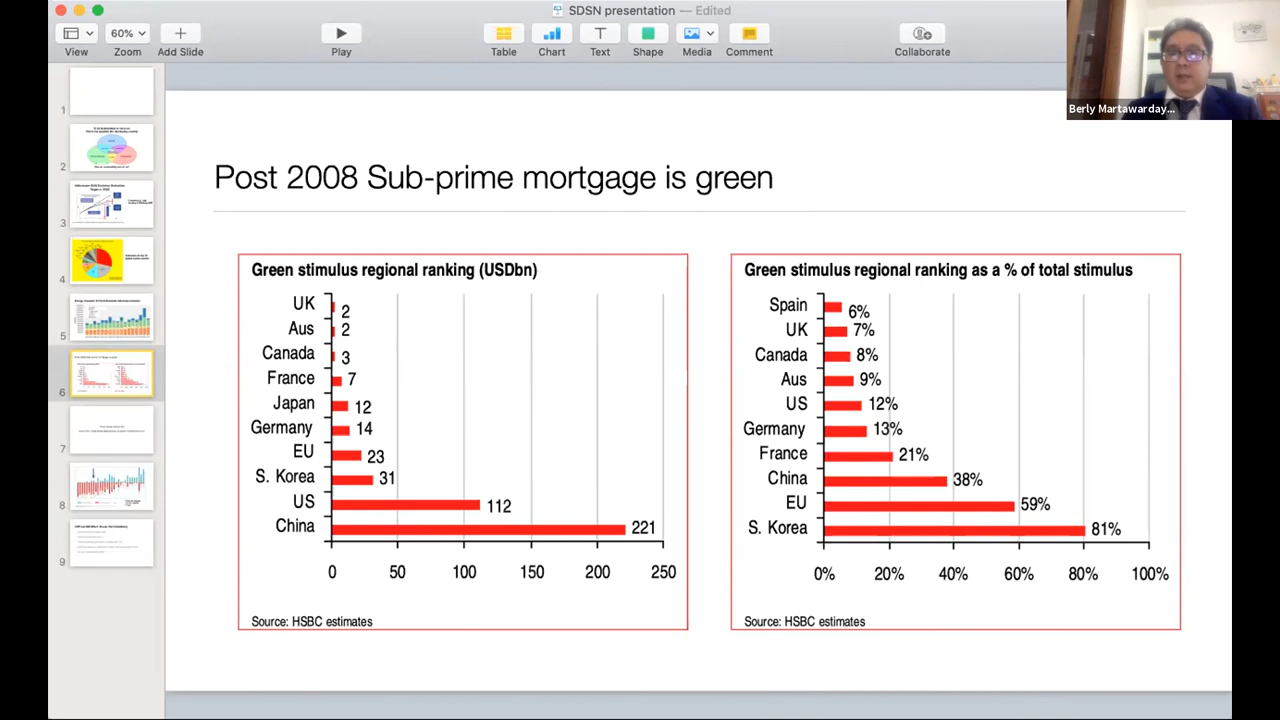 SDSN presentation — Edited
60%
View
Zoom
Add Slide
Play
Table
Chart
Text
Shape
Media
Comment
Collaborate
Berly Martawarday...
1
2
3
4
5
6
7
8
9
Post 2008 Sub-prime mortgage is green
Green stimulus regional ranking (USDbn)
UK 2
Aus 2
Canada 3
France 7
Japan 12
Germany 14
EU 23
S. Korea 31
US 112
China 221
0 50 100 150 200 250
Source: HSBC estimates
Green stimulus regional ranking as a % of total stimulus
Spain 6%
UK 7%
Canada 8%
Aus 9%
US 12%
Germany 13%
France 21%
China 38%
EU 59%
S. Korea 81%
0% 20% 40% 60% 80% 100%
Source: HSBC estimates